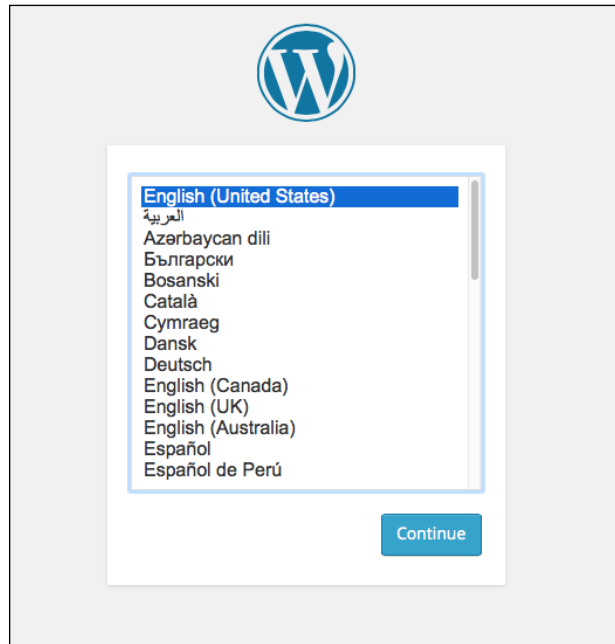 English (United States)
العربية
Azərbaycan dili
Български
Bosanski
Català
Cymraeg
Dansk
Deutsch
English (Canada)
English (UK)
English (Australia)
Español
Español de Perú
Continue